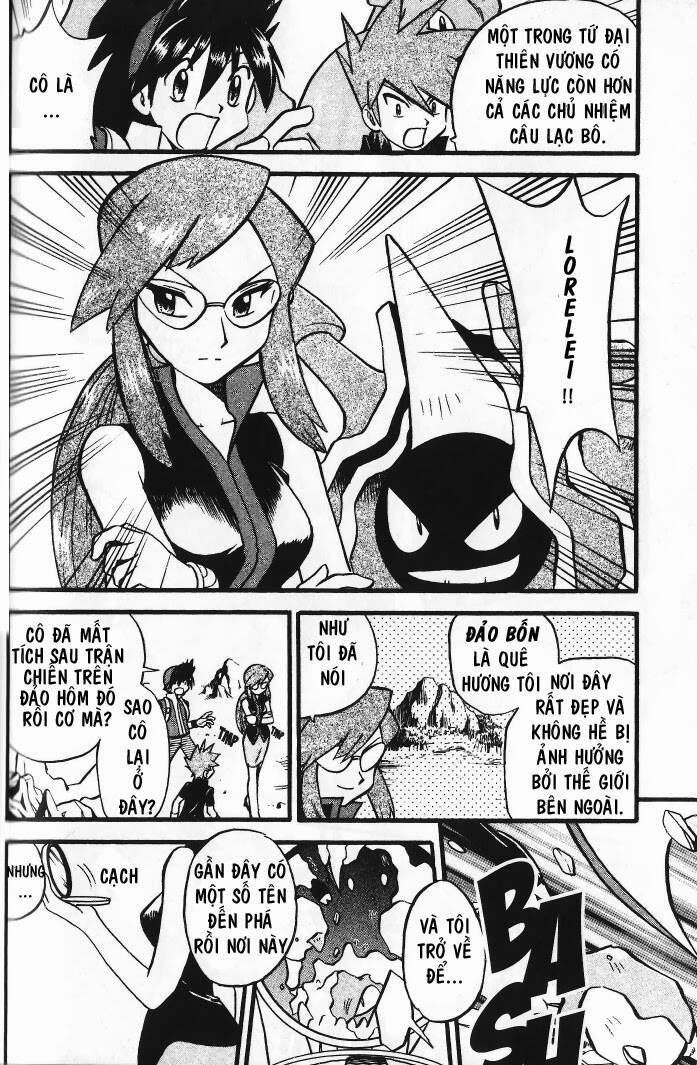 CÔ LÀ
...
MỘT TRONG TỨ ĐẠI
THIÊN VƯƠNG CÓ
NĂNG LỰC CÒN HƠN
CẢ CÁC CHỦ NHIỆM
CÂU LẠC BÔ.
LORELEI!!
CÔ ĐÃ MẤT
TÍCH SAU TRẬN
CHIẾN TRÊN
ĐẢO HÔM ĐÓ
RỒI CƠ MÀ?
SAO
CÔ
LẠI
Ở
ĐÂY?
TMP
TMP
NHƯ
TÔI ĐÃ
NÓI
ĐẢO BỐN
LÀ QUÊ
HƯƠNG TÔI NƠI ĐÂY
RẤT ĐẸP VÀ
KHÔNG HỀ BỊ
ẢNH HƯỞNG
BỞI THẾ GIỚI
BÊN NGOÀI.
NHƯNG
...
CẠCH
GẦN ĐÂY CÓ
MỘT SỐ TÊN
ĐẾN PHÁ
RỒI NƠI NÀY
VÀ TÔI
TRỞ VỀ
ĐỂ...
BA
SH